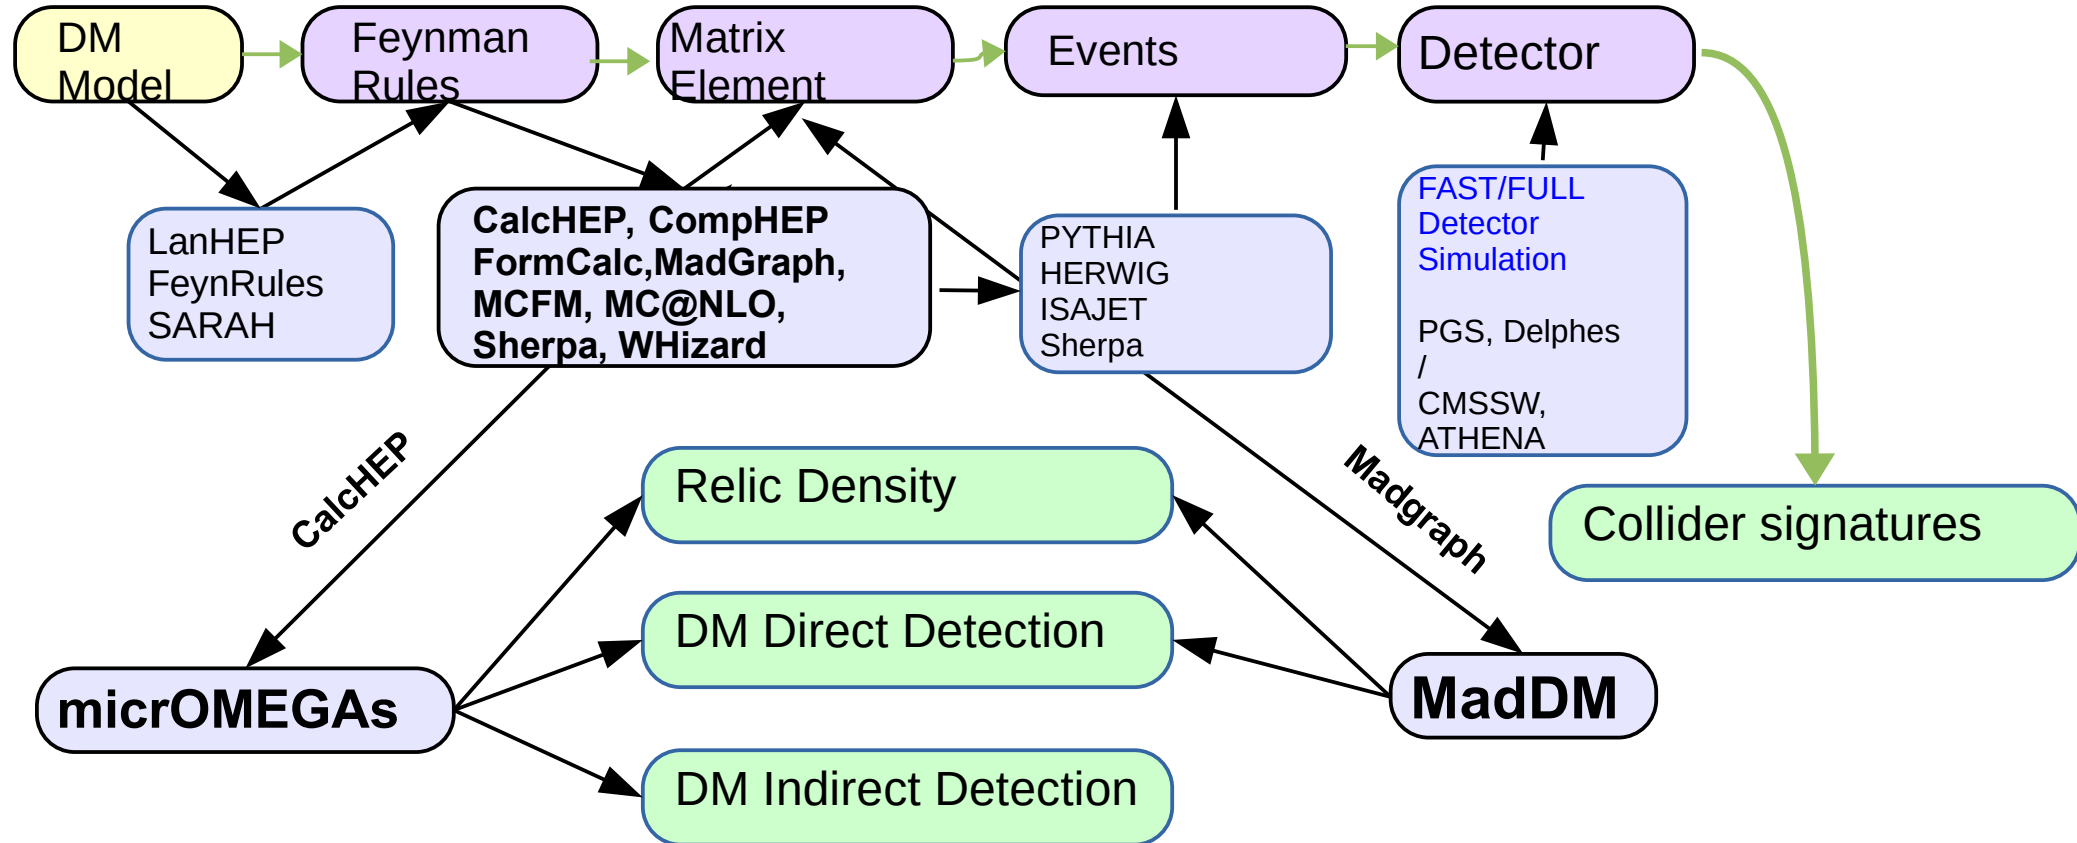 DM
Model
Feynman
Rules
Matrix
Element
Events
Detector
LanHEP
FeynRules
SARAH
CalcHEP, CompHEP
FormCalc,MadGraph,
MCFM, MC@NLO,
Sherpa, WHizard
PYTHIA
HERWIG
ISAJET
Sherpa
FAST/FULL
Detector
Simulation
PGS, Delphes
/
CMSSW,
ATHENA
CalcHEP
Madgraph
Relic Density
Collider signatures
DM Direct Detection
micrOMEGAs
MadDM
DM Indirect Detection